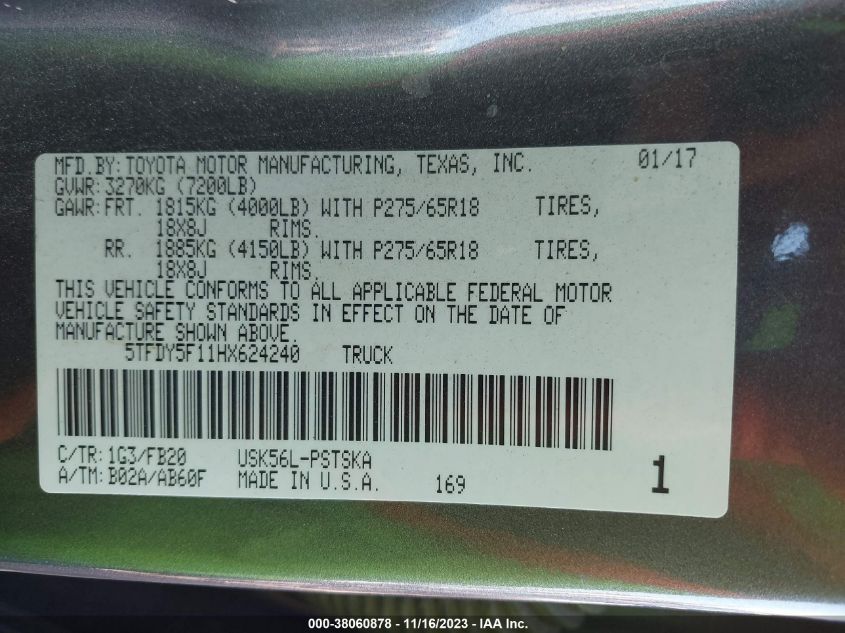 MFD.BY:TOYOTA MOTOR MANUFACTURING, TEXAS, INC. 01/17
GVWR:3270KG (7200LB)
GAWR:FRT. 1815KG (4000LB) WITH P275/65R18 TIRES,
18X8J RIMS.
RR. 1885KG (4150LB) WITH P275/65R18 TIRES,
18X8J RIMS.
THIS VEHICLE CONFORMS TO ALL APPLICABLE FEDERAL MOTOR
VEHICLE SAFETY STANDARDS IN EFFECT ON THE DATE OF
MANUFACTURE SHOWN ABOVE.
5TFDY5F11HX624240 TRUCK
C/TR:1G3/FB20 USK56L-PSTSKA
A/TM:B02A/AB60F MADE IN U.S.A. 169 1
000-38060878 - 11/16/2023 - IAA Inc.